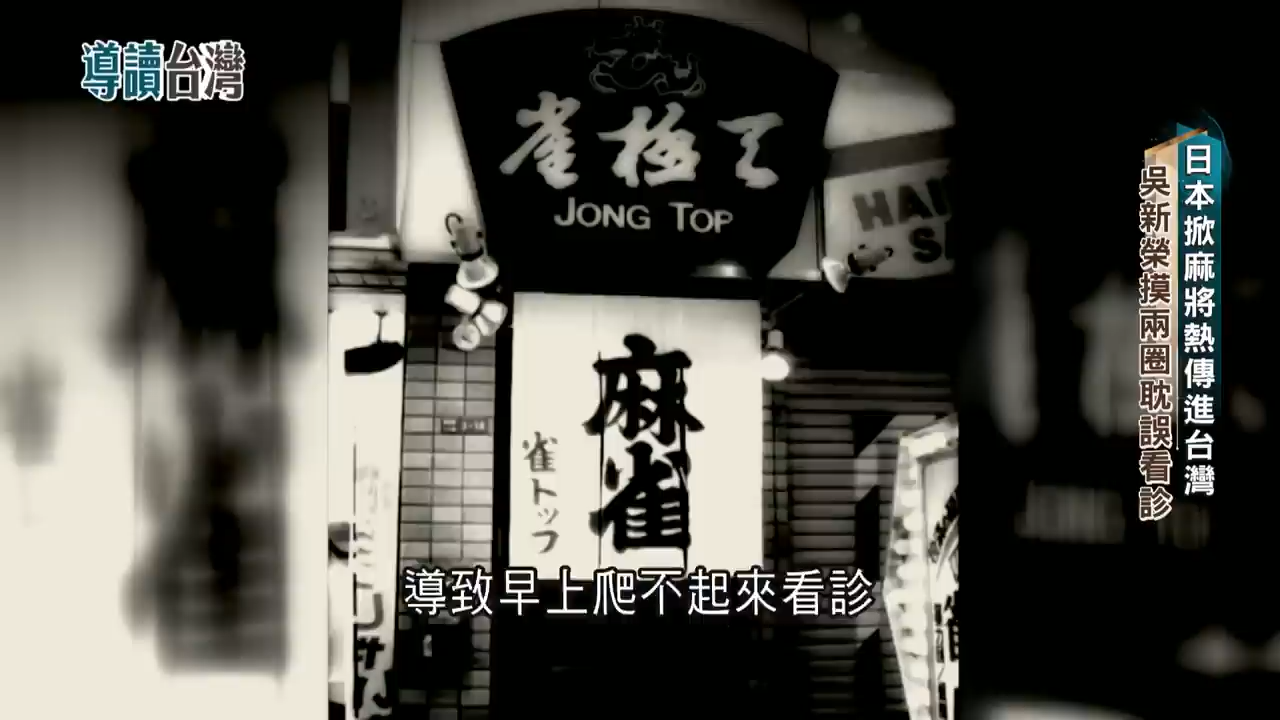 導讀台灣
日本掀麻將熱傳進台灣
吳新榮摸兩圈耽誤看診
雀極天
JONG TOP
HAI
S
麻雀
雀トップ
導致早上爬不起來看診